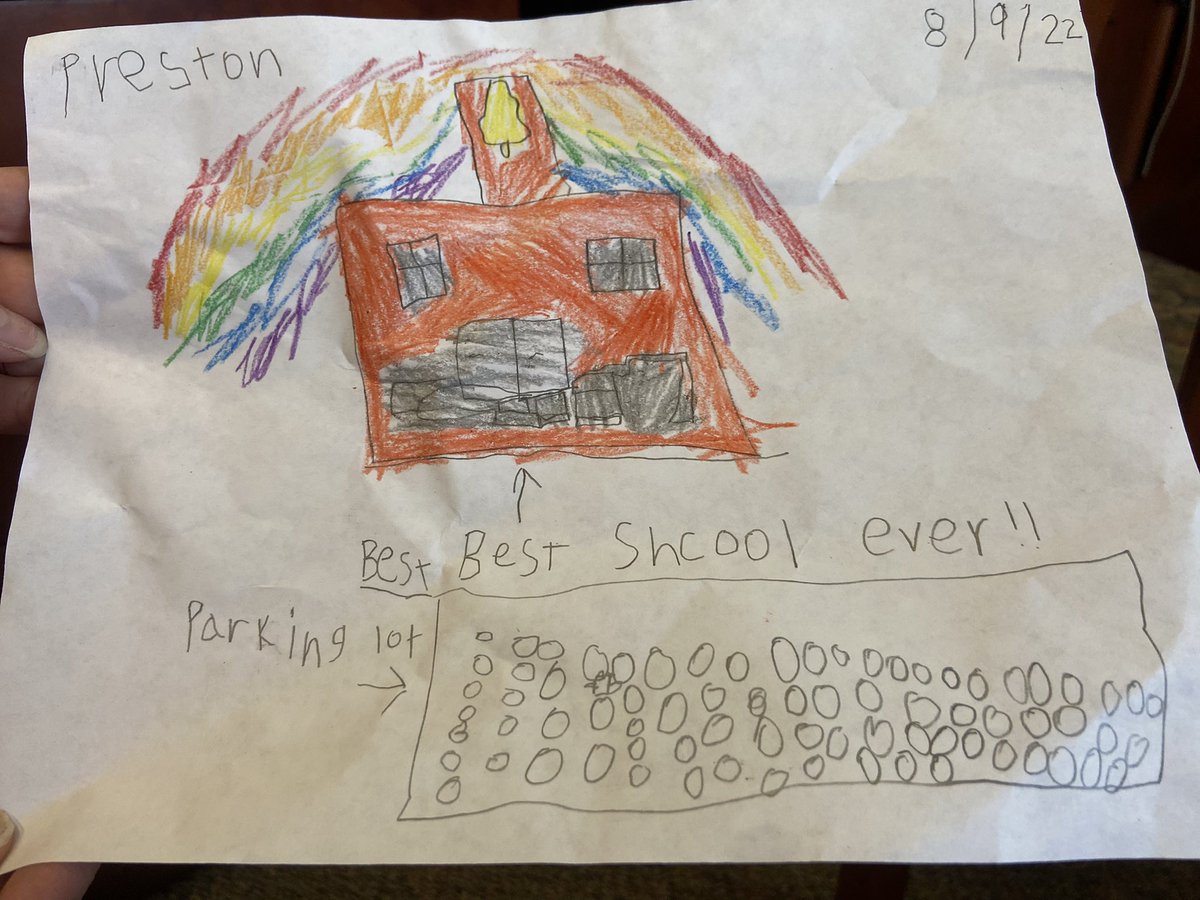 Preston
8/9/22
Best Best Shcool ever!!
Parking lot